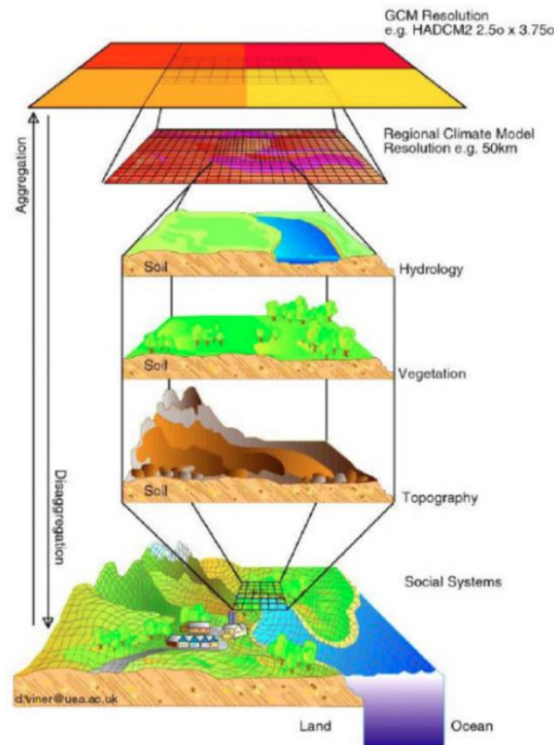 GCM Resolution
e.g. HADCM2 2.5o x 3.75o
Regional Climate Model
Resolution e.g. 50km
Aggregation
Soil
Hydrology
Soil
Vegetation
Soil
Topography
Disaggregation
Social Systems
d.viner@uea.ac.uk
Land
Ocean